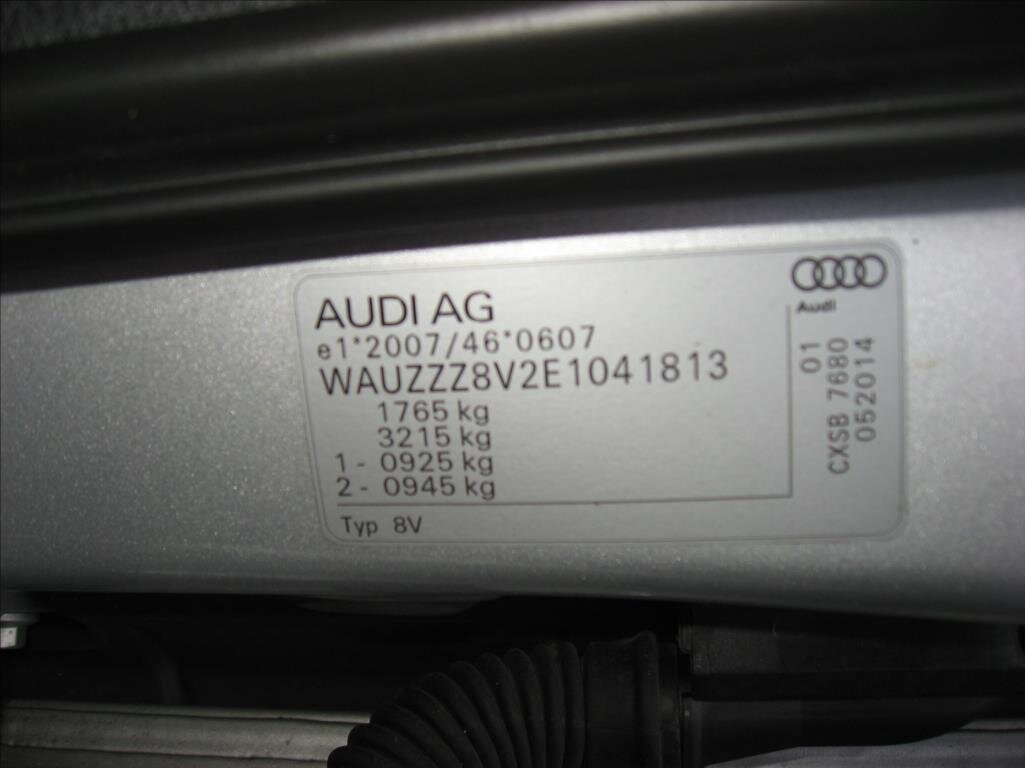 AUDI AG
e1*2007/46*0607
WAUZZZ8V2E1041813
1765 kg
3215 kg
1 - 0925 kg
2 - 0945 kg
Typ 8V
Audi
01
CXSB 7680
052014